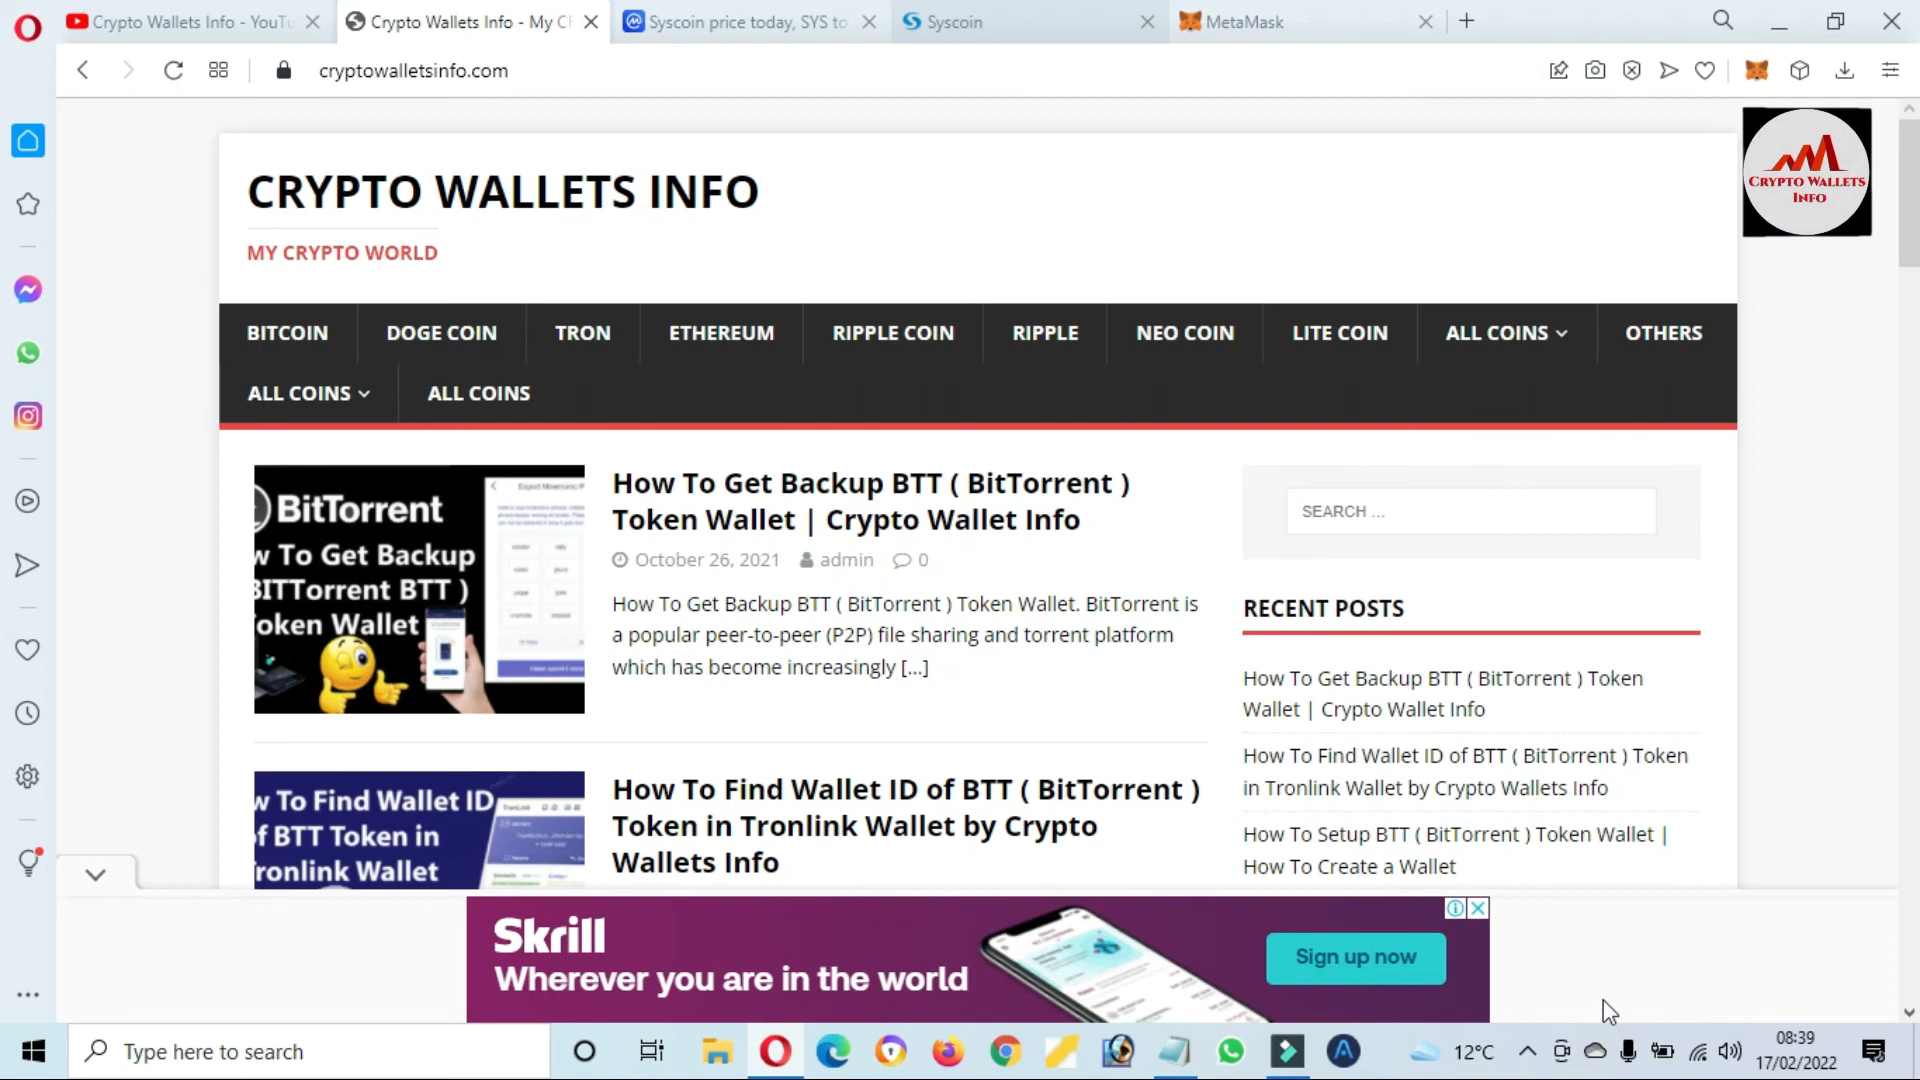 Crypto Wallets Info - YouTu
Crypto Wallets Info - My Cr
Syscoin price today, SYS to
Syscoin
MetaMask
cryptowalletsinfo.com
CRYPTO WALLETS INFO
MY CRYPTO WORLD
CRYPTO WALLETS
INFO
BITCOIN
DOGE COIN
TRON
ETHEREUM
RIPPLE COIN
RIPPLE
NEO COIN
LITE COIN
ALL COINS
OTHERS
ALL COINS
ALL COINS
BitTorrent
w To Get Backup
BITTorrent BTT )
oken Wallet
How To Get Backup BTT ( BitTorrent )
Token Wallet | Crypto Wallet Info
October 26, 2021 admin 0
How To Get Backup BTT ( BitTorrent ) Token Wallet. BitTorrent is
a popular peer-to-peer (P2P) file sharing and torrent platform
which has become increasingly [...]
SEARCH ...
RECENT POSTS
How To Get Backup BTT ( BitTorrent ) Token
Wallet | Crypto Wallet Info
How To Find Wallet ID of BTT ( BitTorrent ) Token
in Tronlink Wallet by Crypto Wallets Info
How To Setup BTT ( BitTorrent ) Token Wallet |
How To Create a Wallet
w To Find Wallet ID
of BTT Token in
Tronlink Wallet
How To Find Wallet ID of BTT ( BitTorrent )
Token in Tronlink Wallet by Crypto
Wallets Info
Skrill
Wherever you are in the world
Sign up now
Type here to search
12°C
08:39
17/02/2022